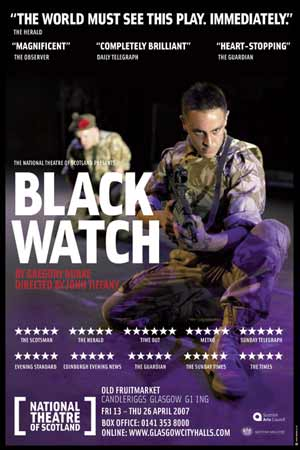 “THE WORLD MUST SEE THIS PLAY. IMMEDIATELY.”
THE HERALD
“MAGNIFICENT” “COMPLETELY BRILLIANT” “HEART-STOPPING”
THE OBSERVER DAILY TELEGRAPH THE GUARDIAN
THE NATIONAL THEATRE OF SCOTLAND PRESENTS
BLACK
WATCH
BY GREGORY BURKE
DIRECTED BY JOHN TIFFANY
★★★★★ ★★★★★ ★★★★★ ★★★★★ ★★★★★
THE SCOTSMAN THE HERALD TIME OUT METRO SUNDAY TELEGRAPH
★★★★★ ★★★★★ ★★★★★ ★★★★★ ★★★★★
EVENING STANDARD EDINBURGH EVENING NEWS THE GUARDIAN THE SUNDAY TIMES THE TIMES
NATIONAL
THEATRE
OF SCOTLAND
OLD FRUITMARKET
CANDLERIGGS GLASGOW G1 1NG
FRI 13 – THU 26 APRIL 2007
BOX OFFICE: 0141 353 8000
ONLINE: WWW.GLASGOWCITYHALLS.COM
Scottish
Arts Council